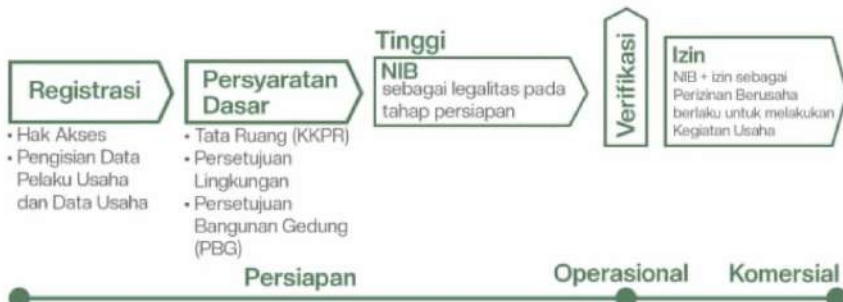 Registrasi
• Hak Akses
• Pengisian Data
Pelaku Usaha
dan Data Usaha
Persyaratan
Dasar
• Tata Ruang (KKPR)
• Persetujuan
Lingkungan
• Persetujuan
Bangunan Gedung
(PBG)
Tinggi
NIB
sebagai legalitas pada
tahap persiapan
Verifikasi
Izin
NIB + izin sebagai
Perizinan Berusaha
berlaku untuk melakukan
Kegiatan Usaha
Persiapan
Operasional
Komersial